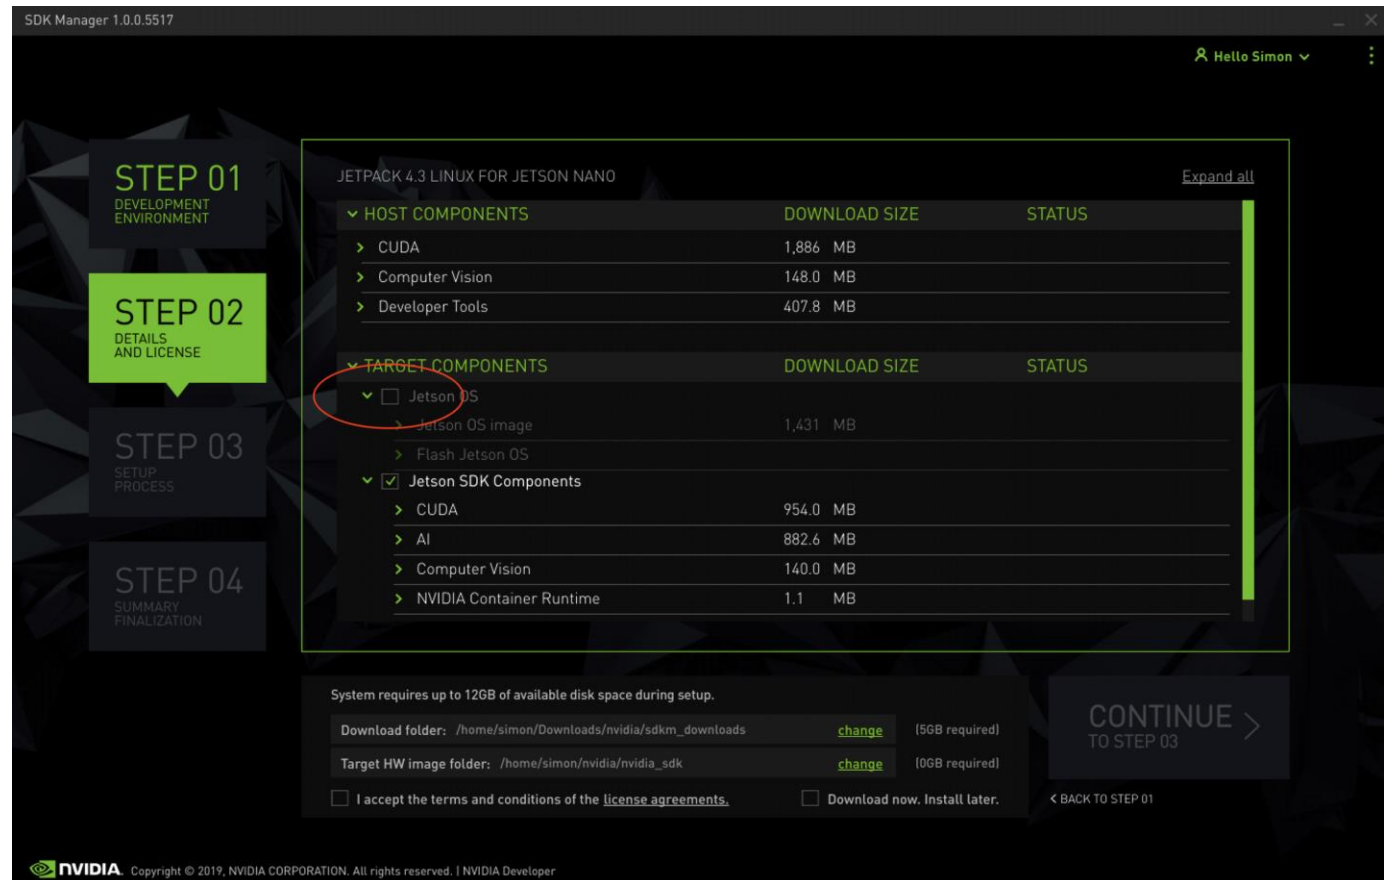 SDK Manager 1.0.0.5517
Hello Simon
STEP 01
DEVELOPMENT
ENVIRONMENT
STEP 02
DETAILS
AND LICENSE
STEP 03
SETUP
PROCESS
STEP 04
SUMMARY
FINALIZATION
JETPACK 4.3 LINUX FOR JETSON NANO Expand all
HOST COMPONENTS DOWNLOAD SIZE STATUS
CUDA 1,886 MB
Computer Vision 148.0 MB
Developer Tools 407.8 MB
TARGET COMPONENTS DOWNLOAD SIZE STATUS
Jetson OS
Jetson OS image 1,431 MB
Flash Jetson OS
Jetson SDK Components
CUDA 954.0 MB
AI 882.6 MB
Computer Vision 140.0 MB
NVIDIA Container Runtime 1.1 MB
System requires up to 12GB of available disk space during setup.
Download folder: /home/simon/Downloads/nvidia/sdkm_downloads change (5GB required)
Target HW image folder: /home/simon/nvidia/nvidia_sdk change (0GB required)
I accept the terms and conditions of the license agreements. Download now. Install later.
CONTINUE
TO STEP 03
BACK TO STEP 01
NVIDIA. Copyright © 2019, NVIDIA CORPORATION. All rights reserved. | NVIDIA Developer